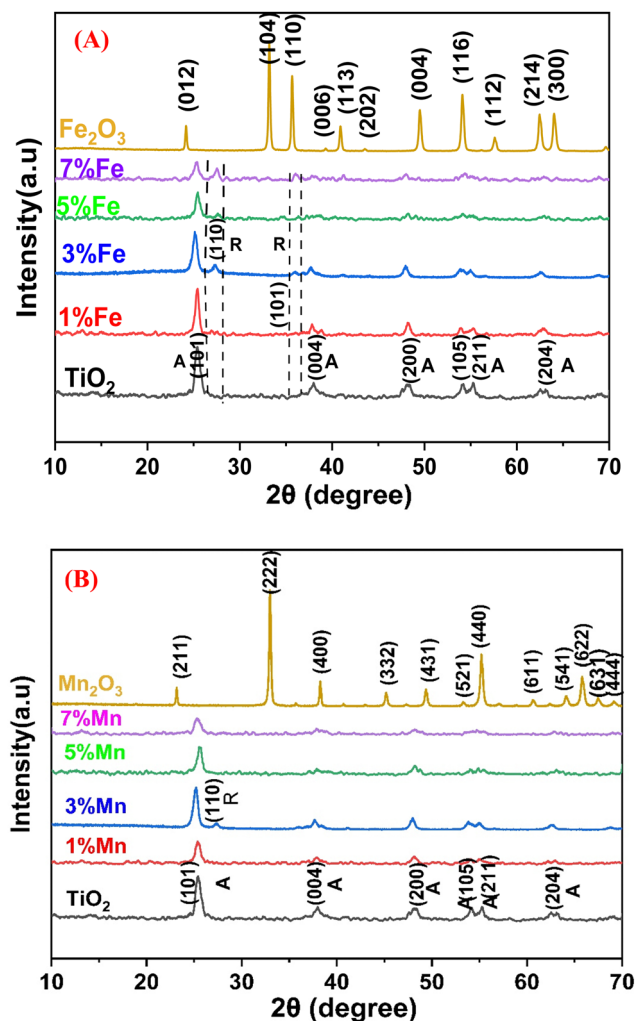 (A)
(012)
(104)
(110)
(006)
(113)
(202)
(004)
(116)
(112)
(214)
(300)
Fe₂O₃
7%Fe
5%Fe
3%Fe
(110)
R
R
1%Fe
(101)
TiO₂
A
(101)
(004)
A
(200)
A
(105)
(211)
A
(204)
A
Intensity(a.u)
10 20 30 40 50 60 70
2θ (degree)
(B)
(211)
(222)
(400)
(332)
(431)
(521)
(440)
(611)
(541)
(622)
(631)
(444)
Mn₂O₃
7%Mn
5%Mn
3%Mn
(110)
R
1%Mn
TiO₂
(101)
A
(004)
A
(200)
A
(105)
A
(211)
A
(204)
A
Intensity(a.u)
10 20 30 40 50 60 70
2θ (degree)